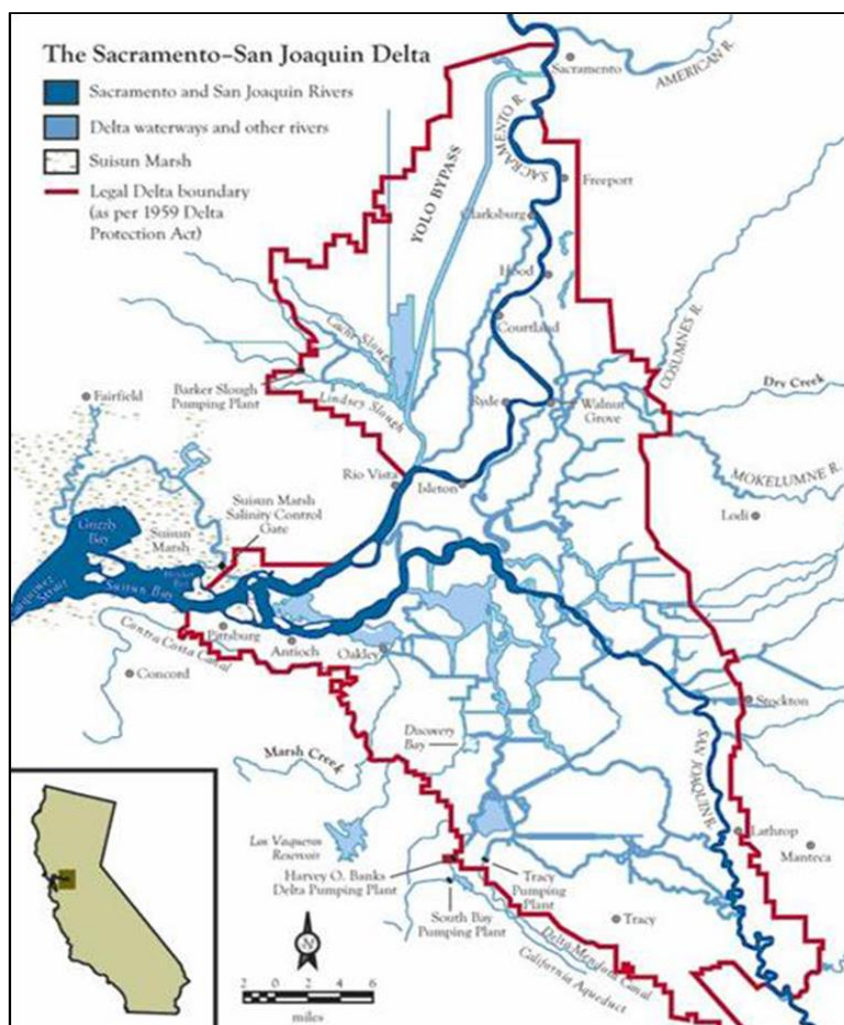 The Sacramento–San Joaquin Delta
Sacramento and San Joaquin Rivers
Delta waterways and other rivers
Suisun Marsh
Legal Delta boundary
(as per 1959 Delta
Protection Act)
Sacramento
AMERICAN R.
SACRAMENTO R.
SACRAMENTO
YOLO BYPASS
Freeport
Clarksburg
Hood
Courtland
COSUMNES R.
Cache Slough
Barker Slough
Pumping Plant
Lindsey Slough
Fairfield
Ryde
Walnut
Grove
Dry Creek
MOKELUMNE R.
Rio Vista
Isleton
Lodi
Suisun Marsh
Salinity Control
Gate
Grizzly
Bay
Suisun
Marsh
Suisun Bay
Strait
Pittsburg
Antioch
Oakley
Contra Costa Canal
Concord
Stockton
Discovery
Bay
Marsh Creek
SAN JOAQUIN R.
Los Vaqueros
Reservoir
Lathrop
Manteca
Harvey O. Banks
Delta Pumping Plant
Tracy
Pumping
Plant
South Bay
Pumping Plant
Tracy
Delta Mendota Canal
California Aqueduct
N
2 0 2 4 6
miles